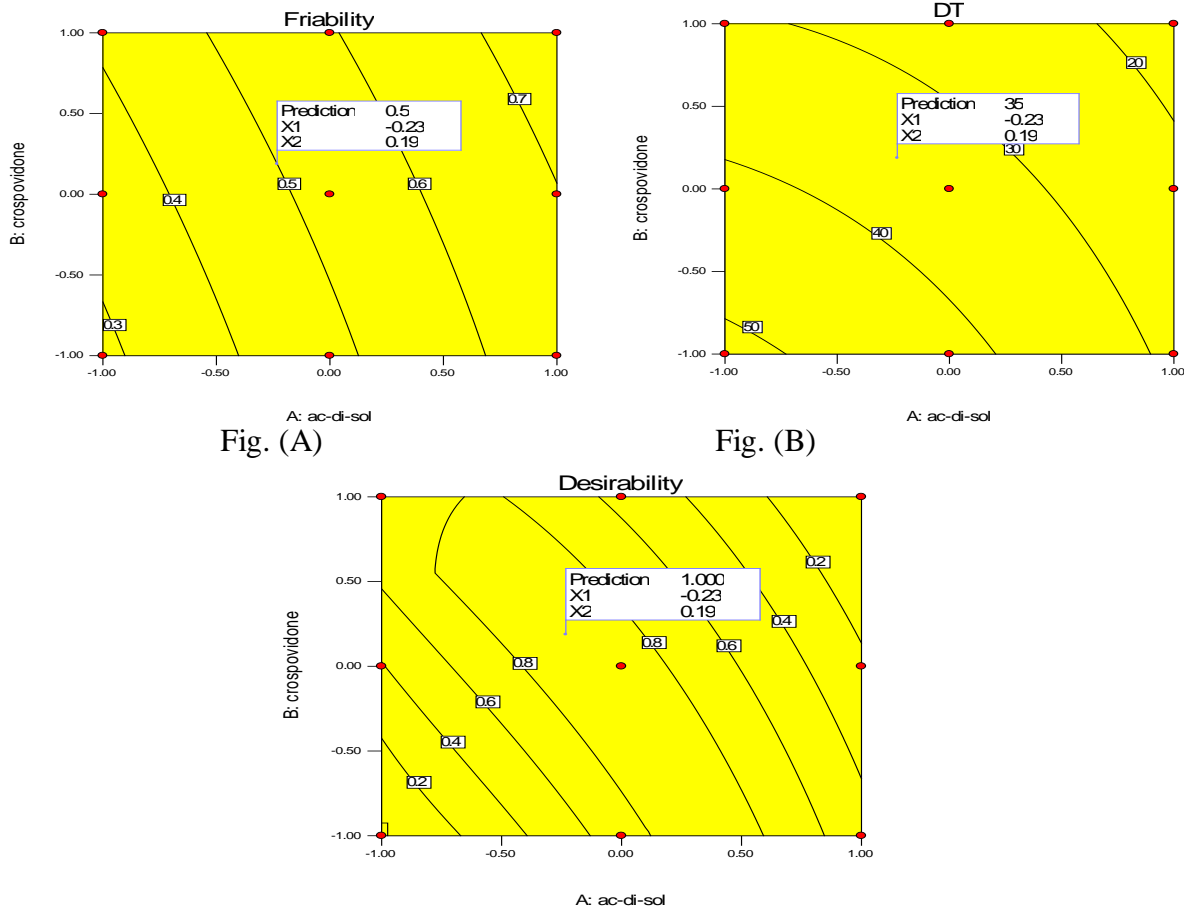 Friability
1.00
0.50
0.00
-0.50
-1.00
B: crospovidone
0.7
Prediction 0.5
X1 -0.23
X2 0.19
0.5
0.6
0.4
0.3
-1.00 -0.50 0.00 0.50 1.00
A: ac-di-sol
Fig. (A)
DT
1.00
0.50
0.00
-0.50
-1.00
B: crospovidone
20
Prediction 35
X1 -0.23
X2 0.19
30
40
50
-1.00 -0.50 0.00 0.50 1.00
A: ac-di-sol
Fig. (B)
Desirability
1.00
0.50
0.00
-0.50
-1.00
B: crospovidone
0.2
Prediction 1.000
X1 -0.23
X2 0.19
0.4
0.8
0.6
0.8
0.6
0.4
0.2
-1.00 -0.50 0.00 0.50 1.00
A: ac-di-sol